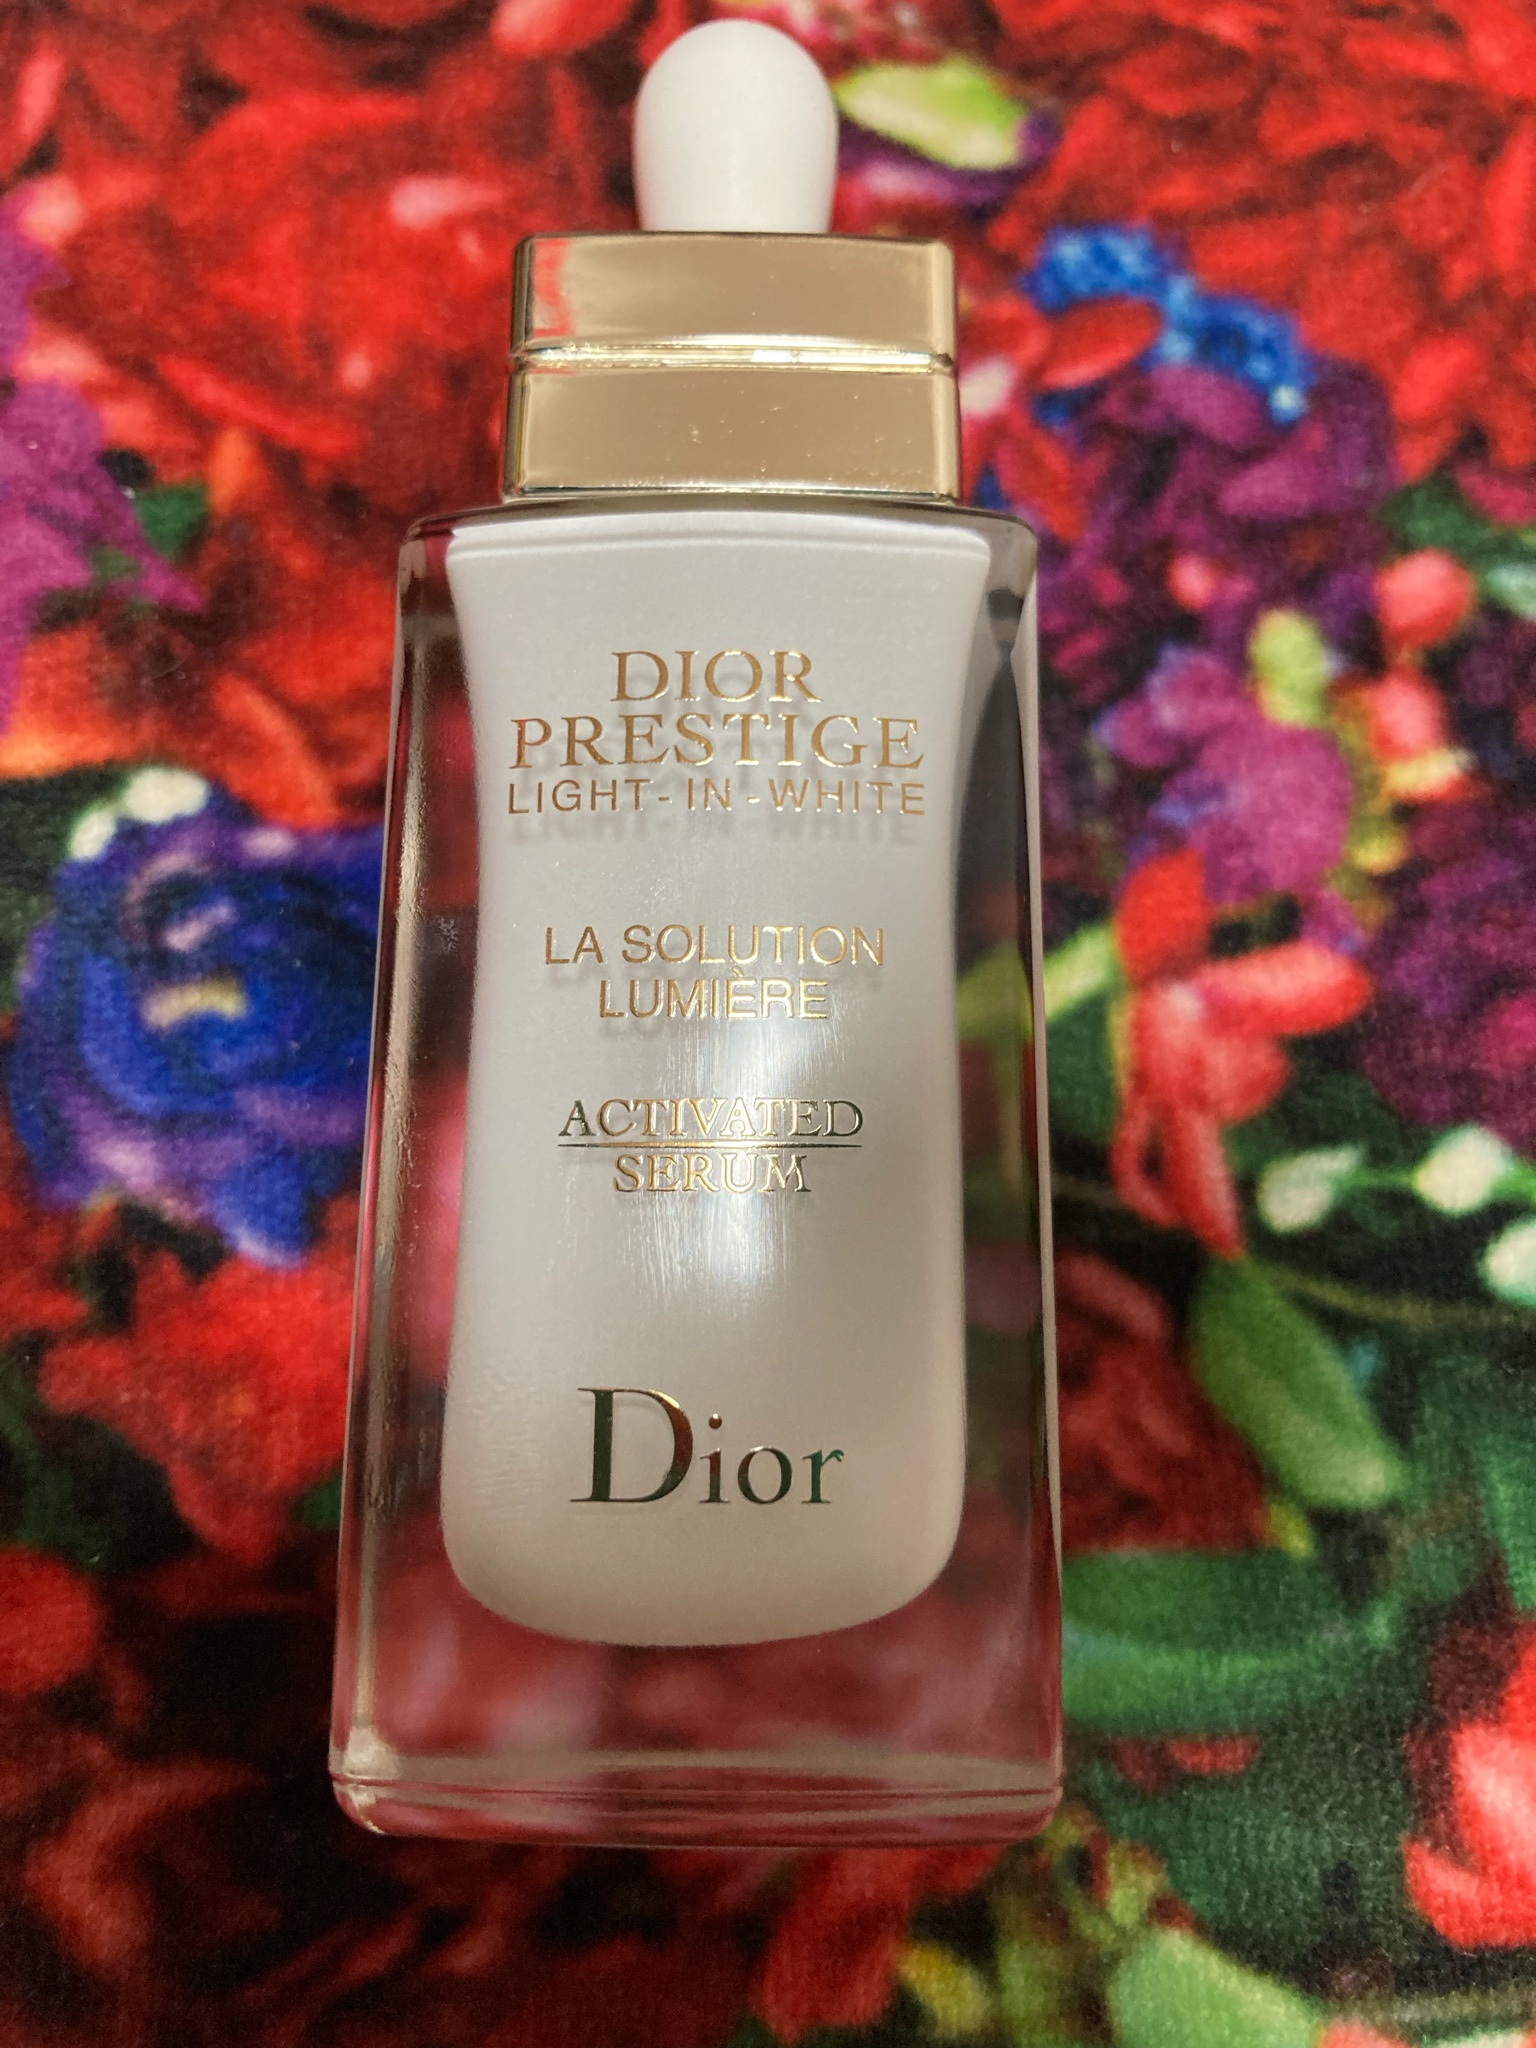 DIOR
PRESTIGE
LIGHT-IN-WHITE
LA SOLUTION
LUMIÈRE
ACTIVATED
SERUM
Dior